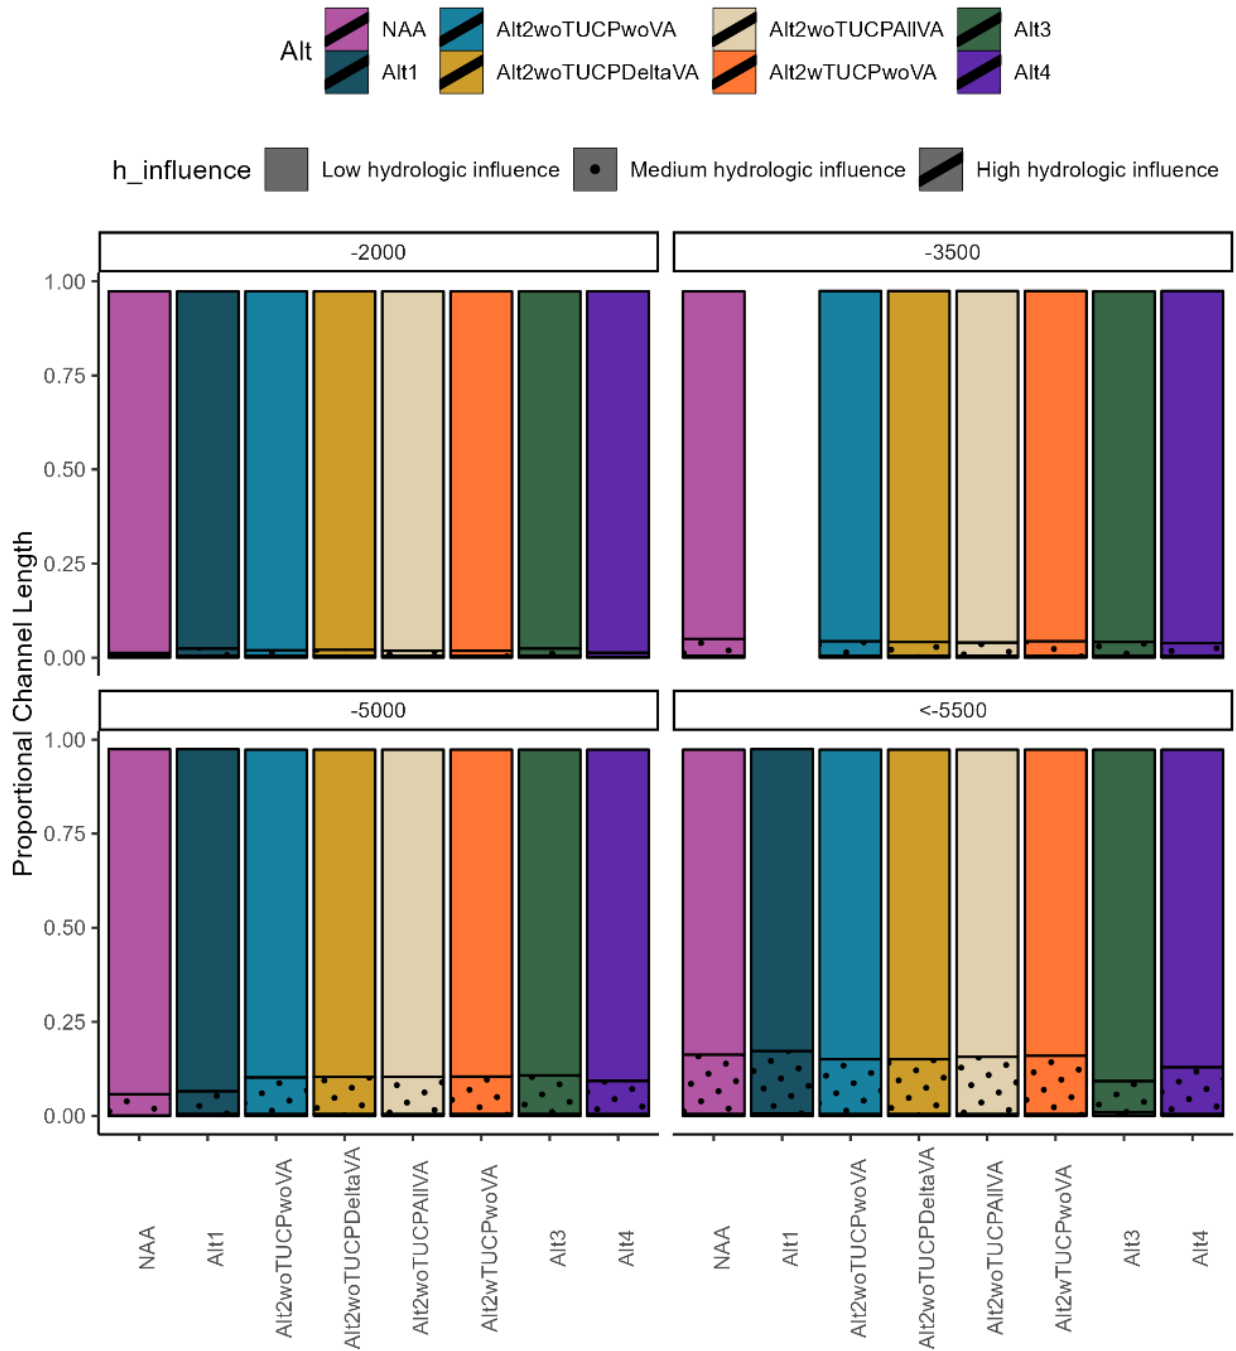 Alt
NAA
Alt2woTUCPwoVA
Alt2woTUCPAllVA
Alt3
Alt1
Alt2woTUCPDeltaVA
Alt2wTUCPwoVA
Alt4
h_influence
Low hydrologic influence
Medium hydrologic influence
High hydrologic influence
-2000
-3500
1.00
0.75
0.50
0.25
0.00
-5000
<-5500
1.00
0.75
0.50
0.25
0.00
Proportional Channel Length
NAA
Alt1
Alt2woTUCPwoVA
Alt2woTUCPDeltaVA
Alt2woTUCPAllVA
Alt2wTUCPwoVA
Alt3
Alt4
NAA
Alt1
Alt2woTUCPwoVA
Alt2woTUCPDeltaVA
Alt2woTUCPAllVA
Alt2wTUCPwoVA
Alt3
Alt4